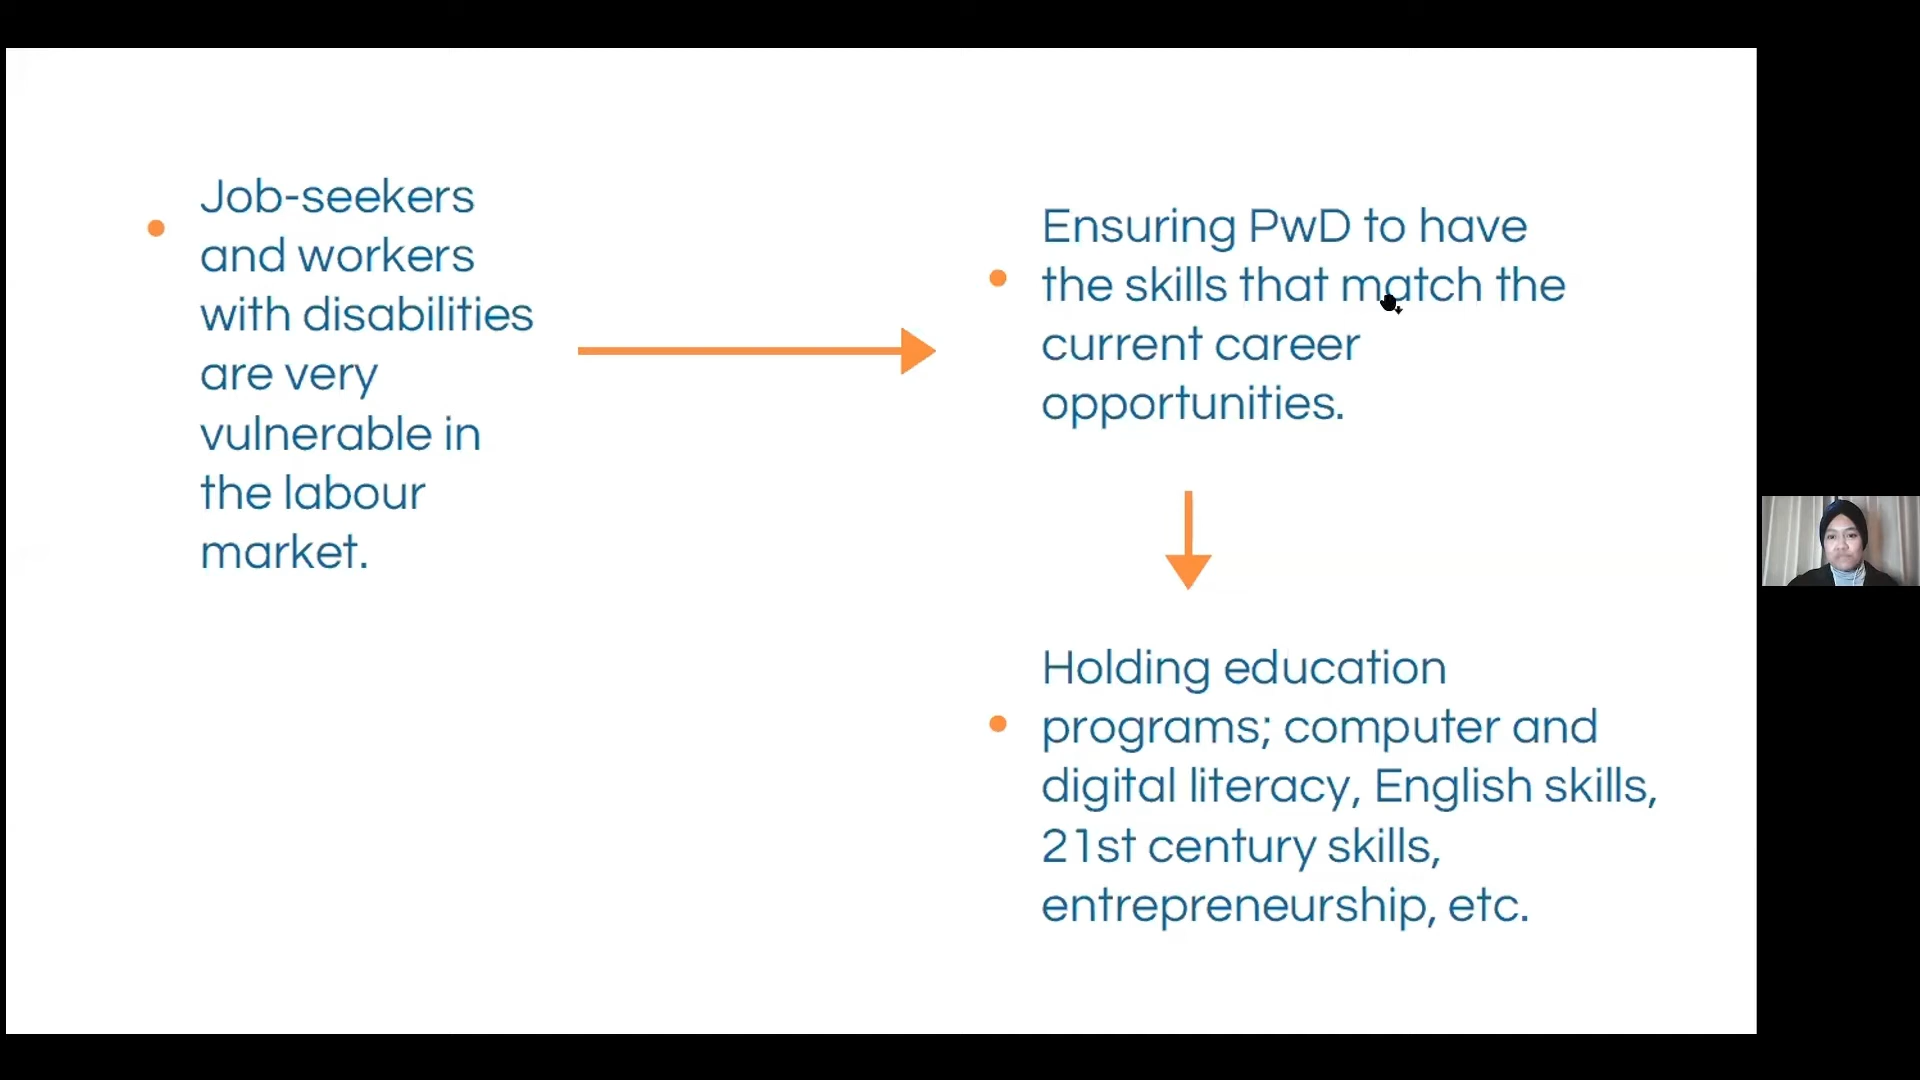 Job-seekers
and workers
with disabilities
are very
vulnerable in
the labour
market.
Ensuring PwD to have
the skills that match the
current career
opportunities.
Holding education
programs; computer and
digital literacy, English skills,
21st century skills,
entrepreneurship, etc.